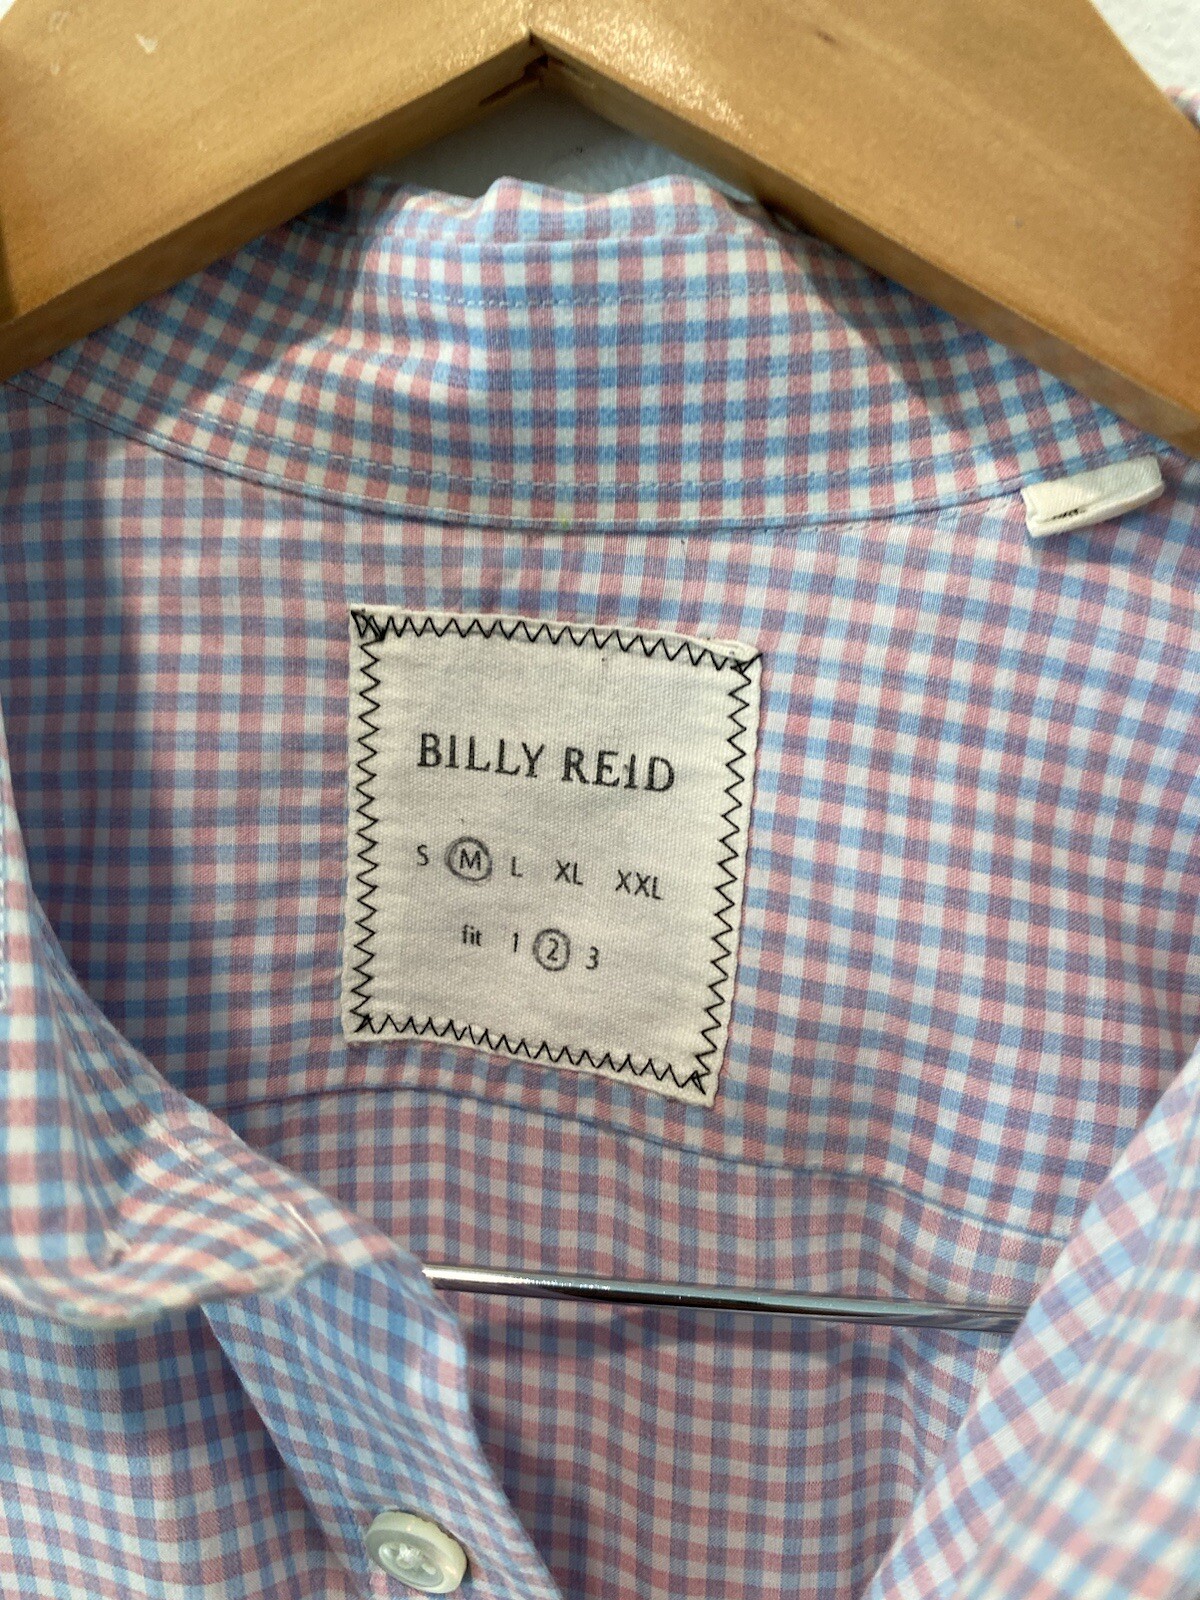 BILLY REID
S M L XL XXL
fit 1 2 3